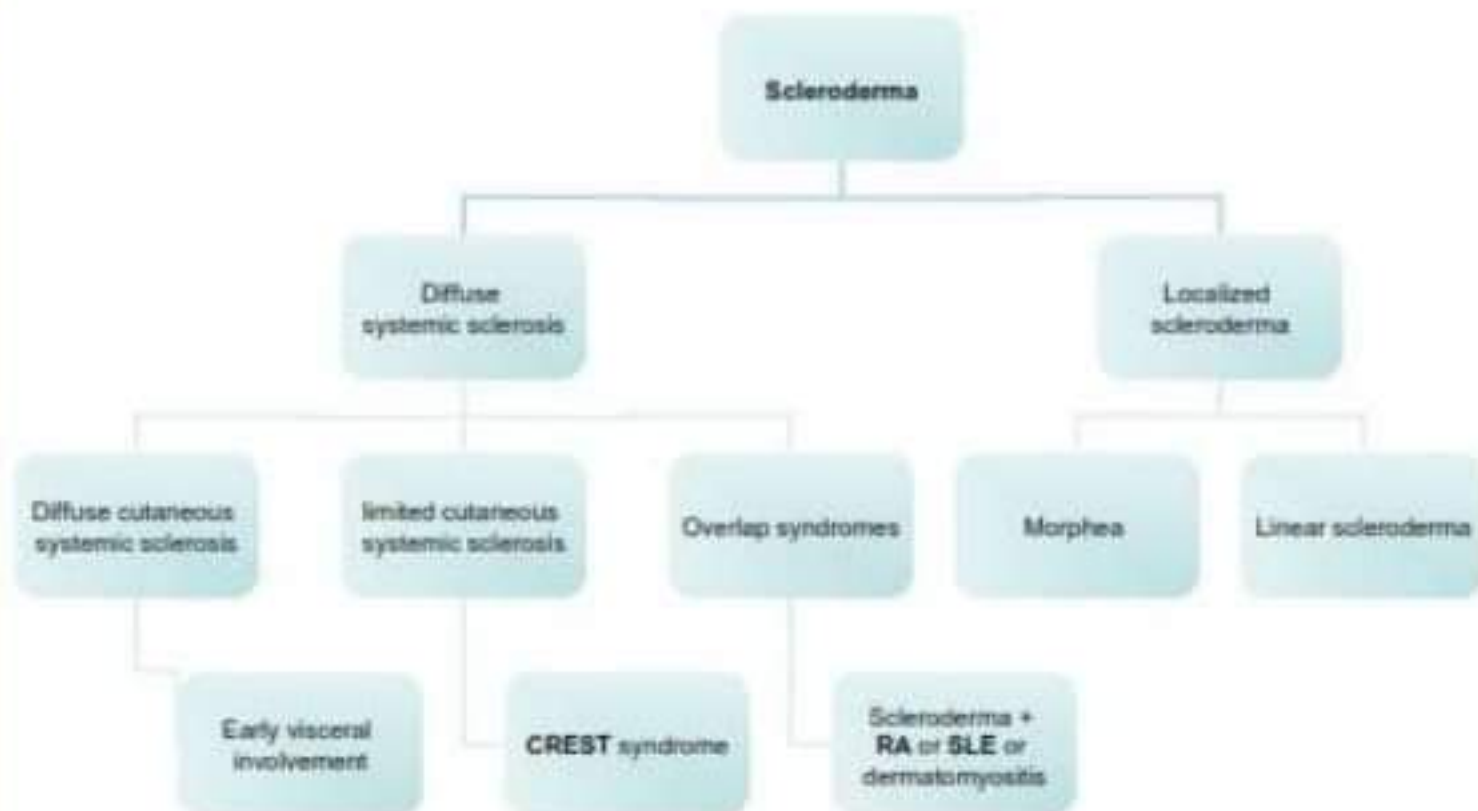 Scleroderma
Diffuse
systemic sclerosis
Localized
scleroderma
Diffuse cutaneous
systemic sclerosis
limited cutaneous
systemic sclerosis
Overlap syndromes
Morphea
Linear scleroderma
Early visceral
involvement
CREST syndrome
Scleroderma +
RA or SLE or
dermatomyositis